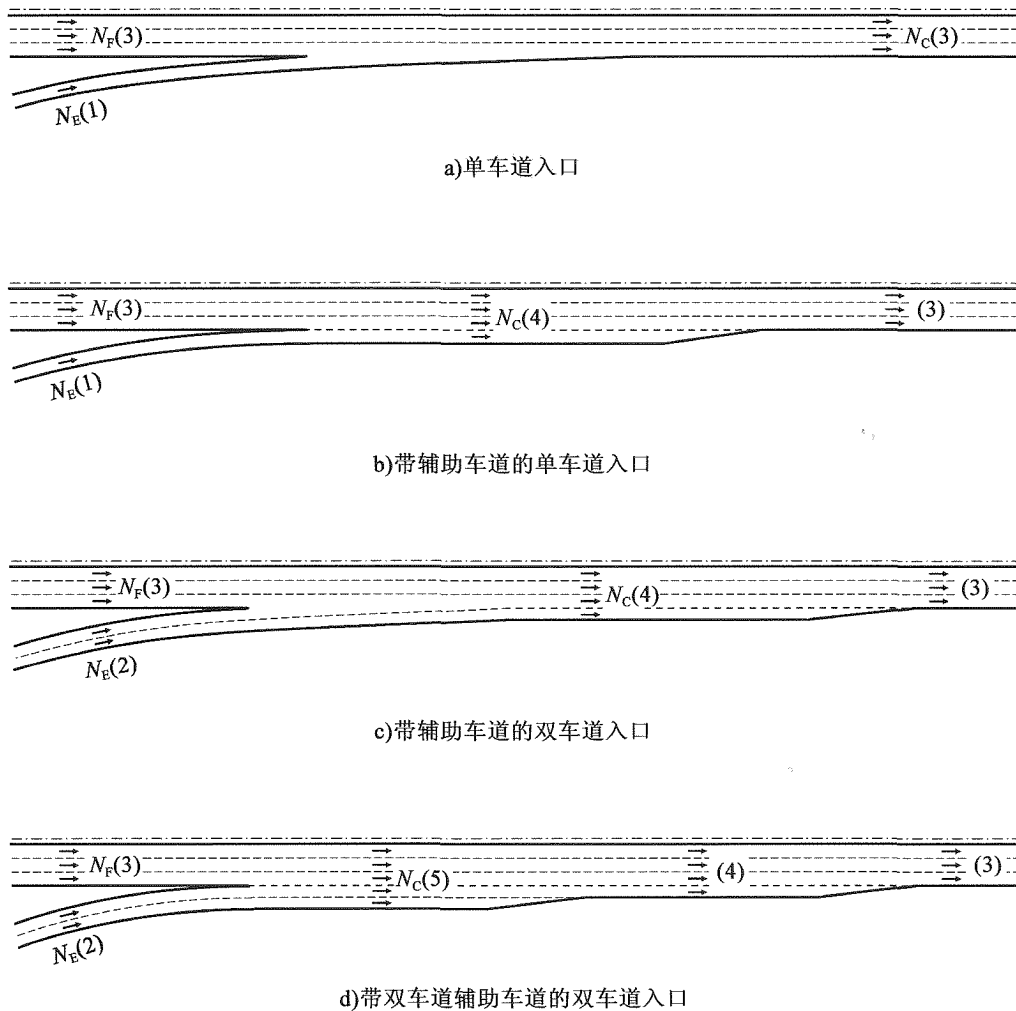 N_F(3) N_C(3)
N_E(1)
a)单车道入口
N_F(3) N_C(4) (3)
N_E(1)
b)带辅助车道的单车道入口
N_F(3) N_C(4) (3)
N_E(2)
c)带辅助车道的双车道入口
N_F(3) N_C(5) (4) (3)
N_E(2)
d)带双车道辅助车道的双车道入口